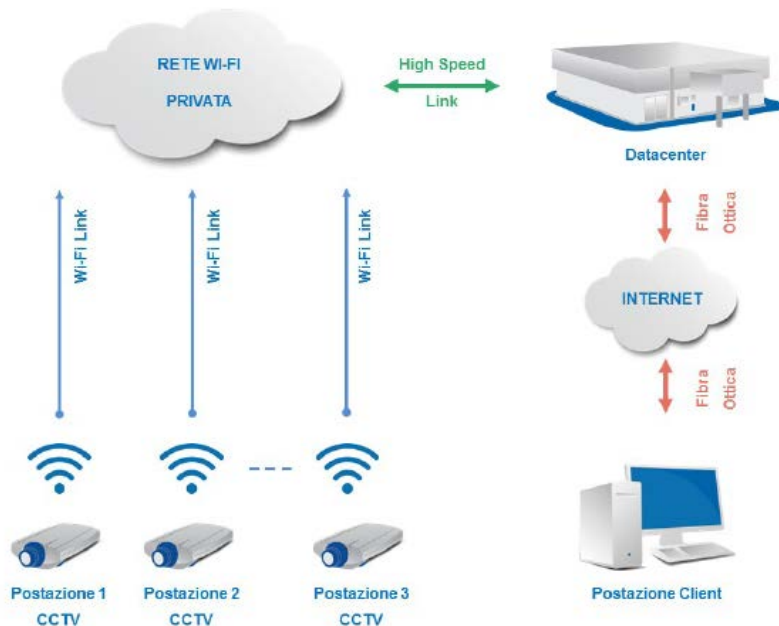 RETE WI-FI
PRIVATA
High Speed
Link
Datacenter
Wi-Fi Link
Wi-Fi Link
Wi-Fi Link
Fibra
Ottica
INTERNET
Fibra
Ottica
Postazione 1
CCTV
Postazione 2
CCTV
Postazione 3
CCTV
Postazione Client